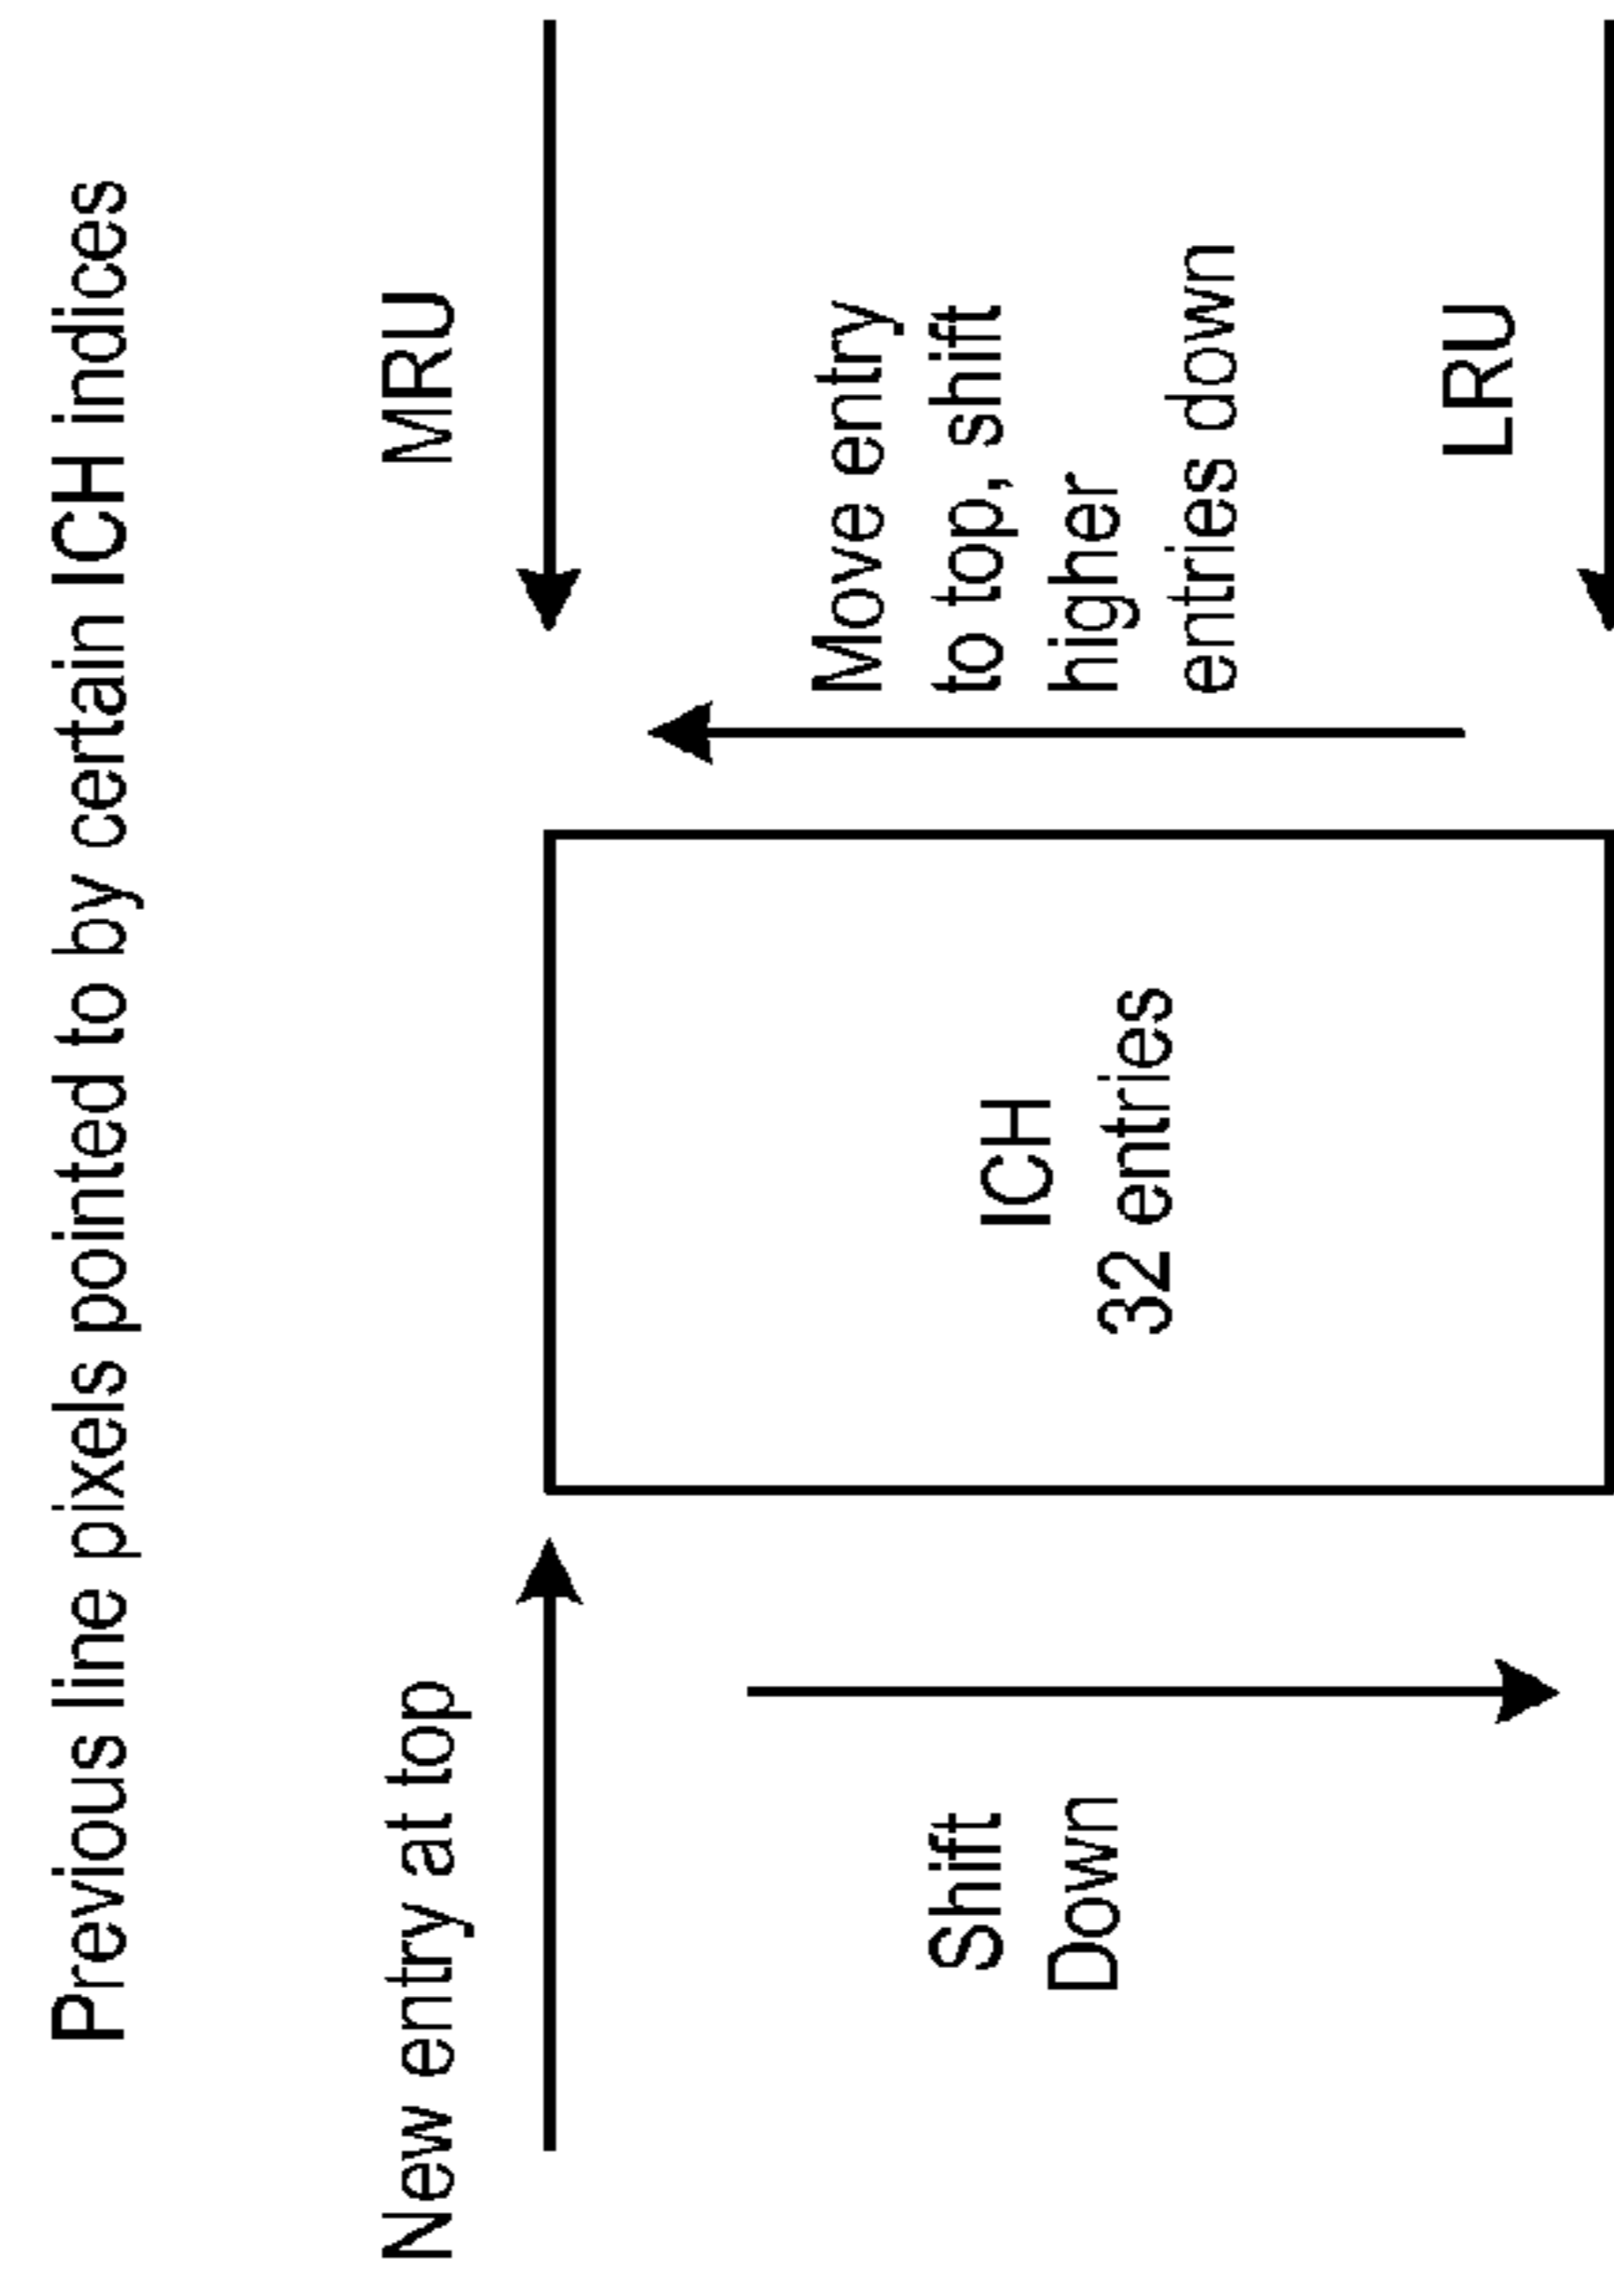 Previous line pixels pointed to by certain ICH indices
New entry at top
MRU
Shift
Down
ICH
32 entries
Move entry
to top, shift
higher
entries down
LRU